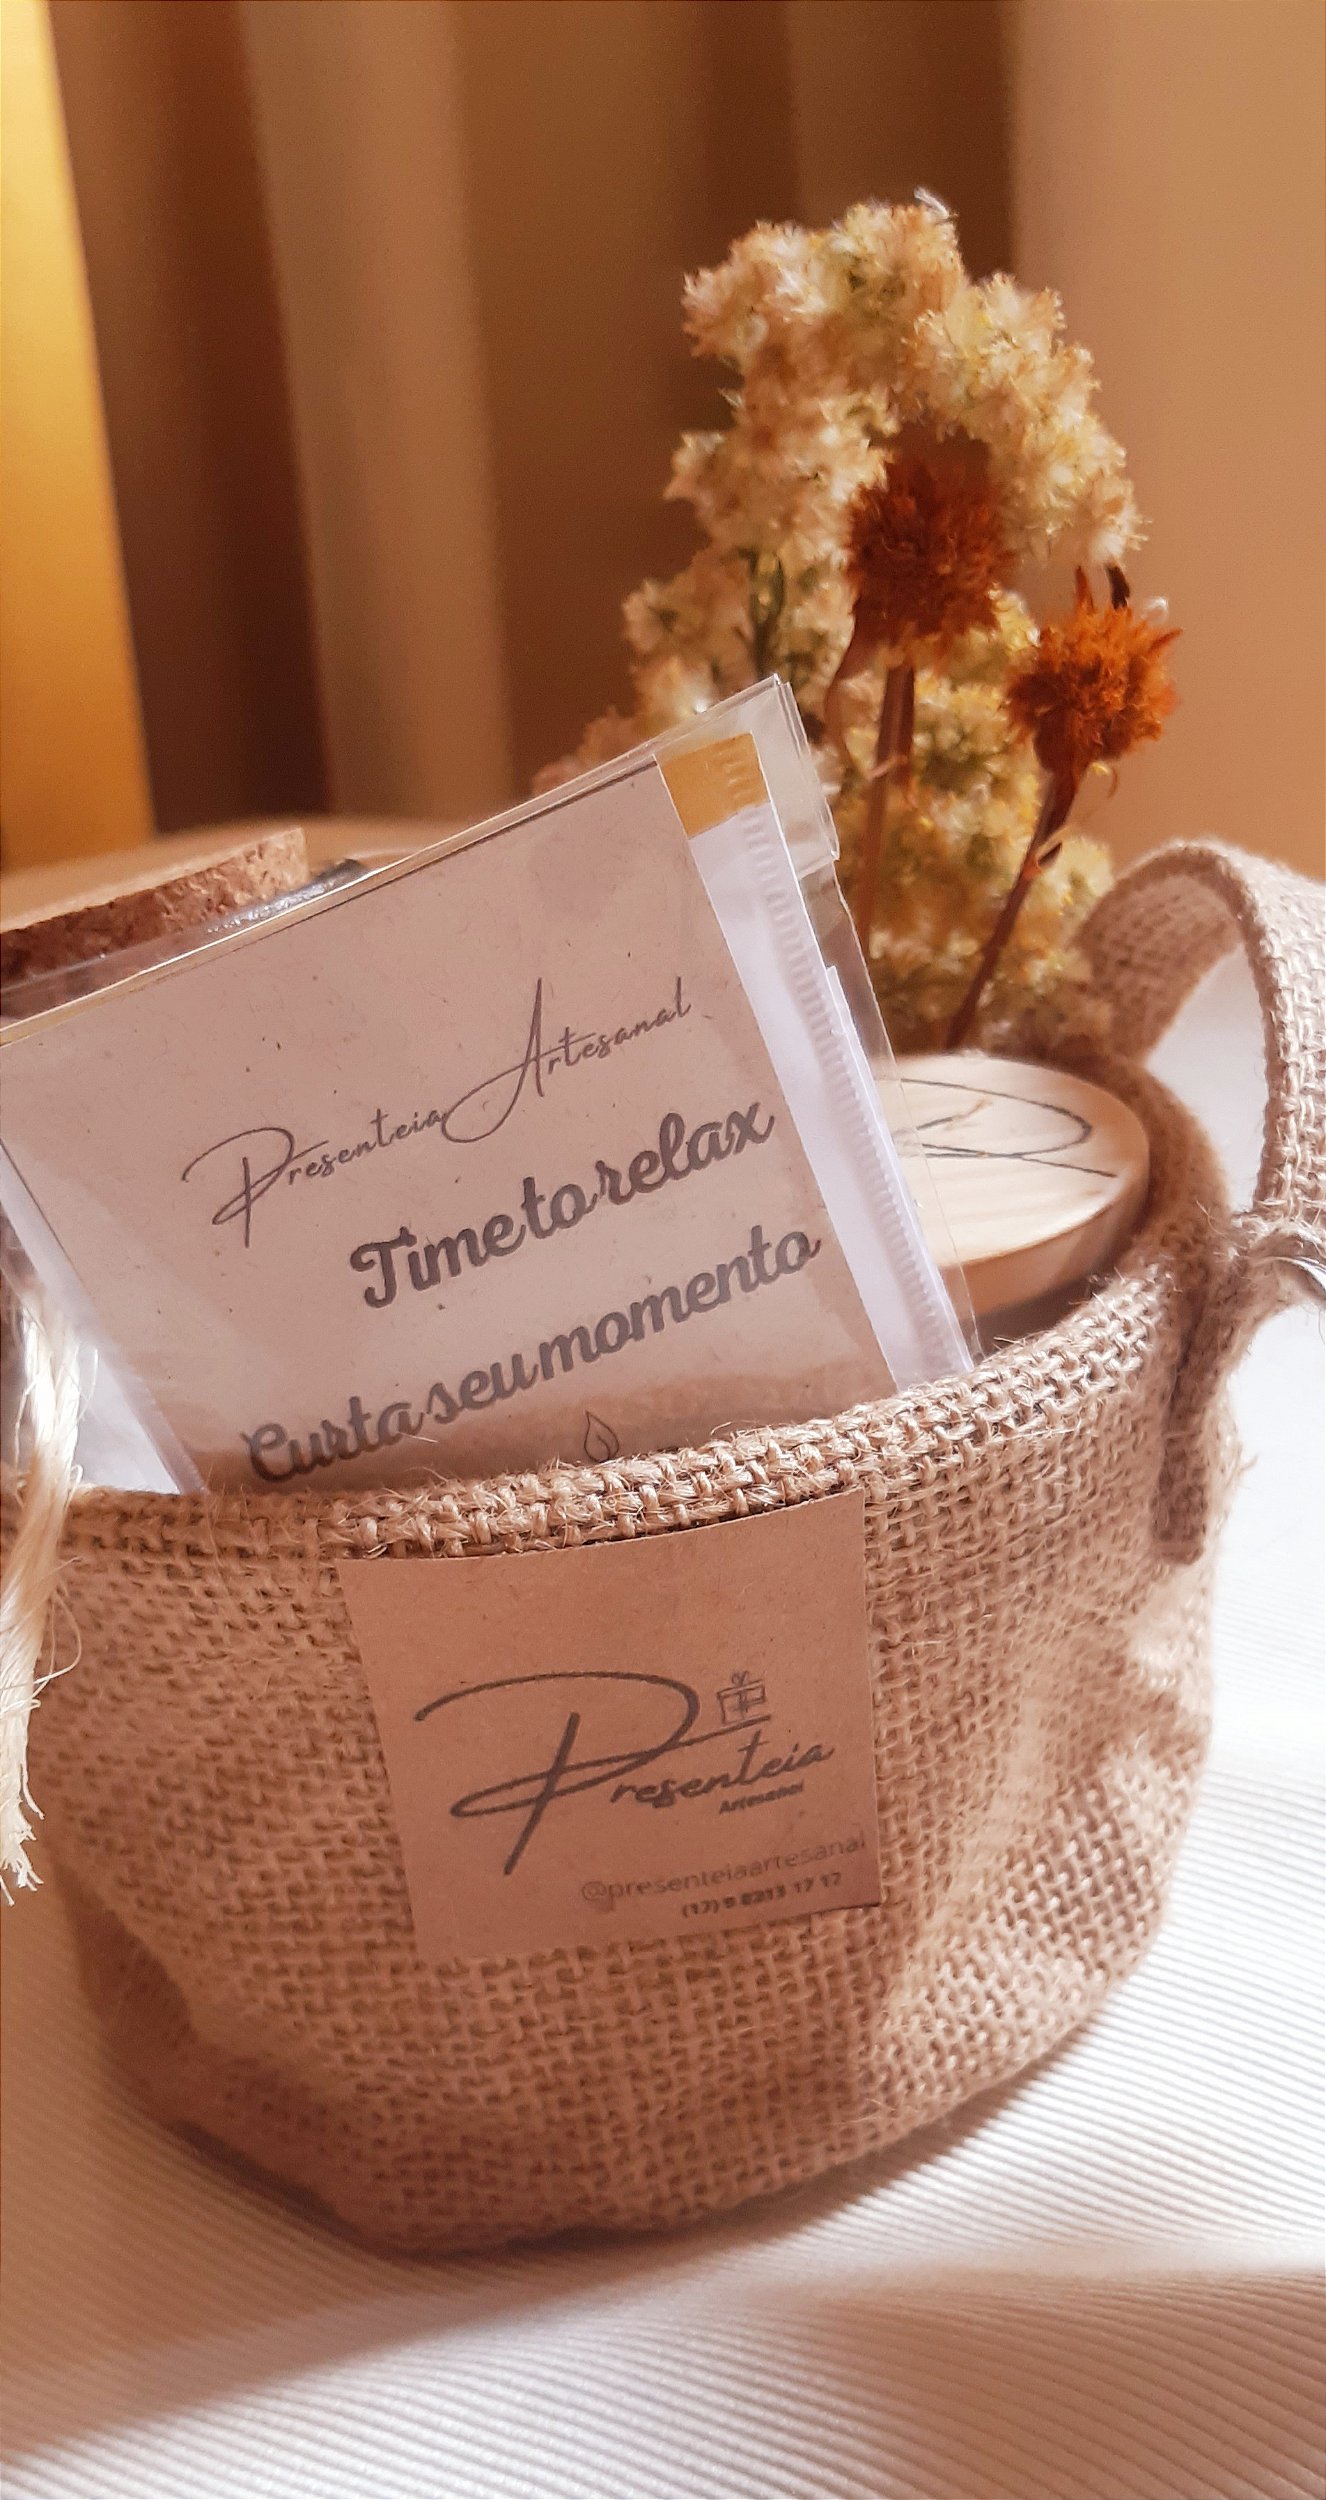 Presenteia Artesanal
Time to relax
Curta seu momento
P
Presenteia
Artesanal
@presenteiaartesanal
(17) 9 8213 17 17